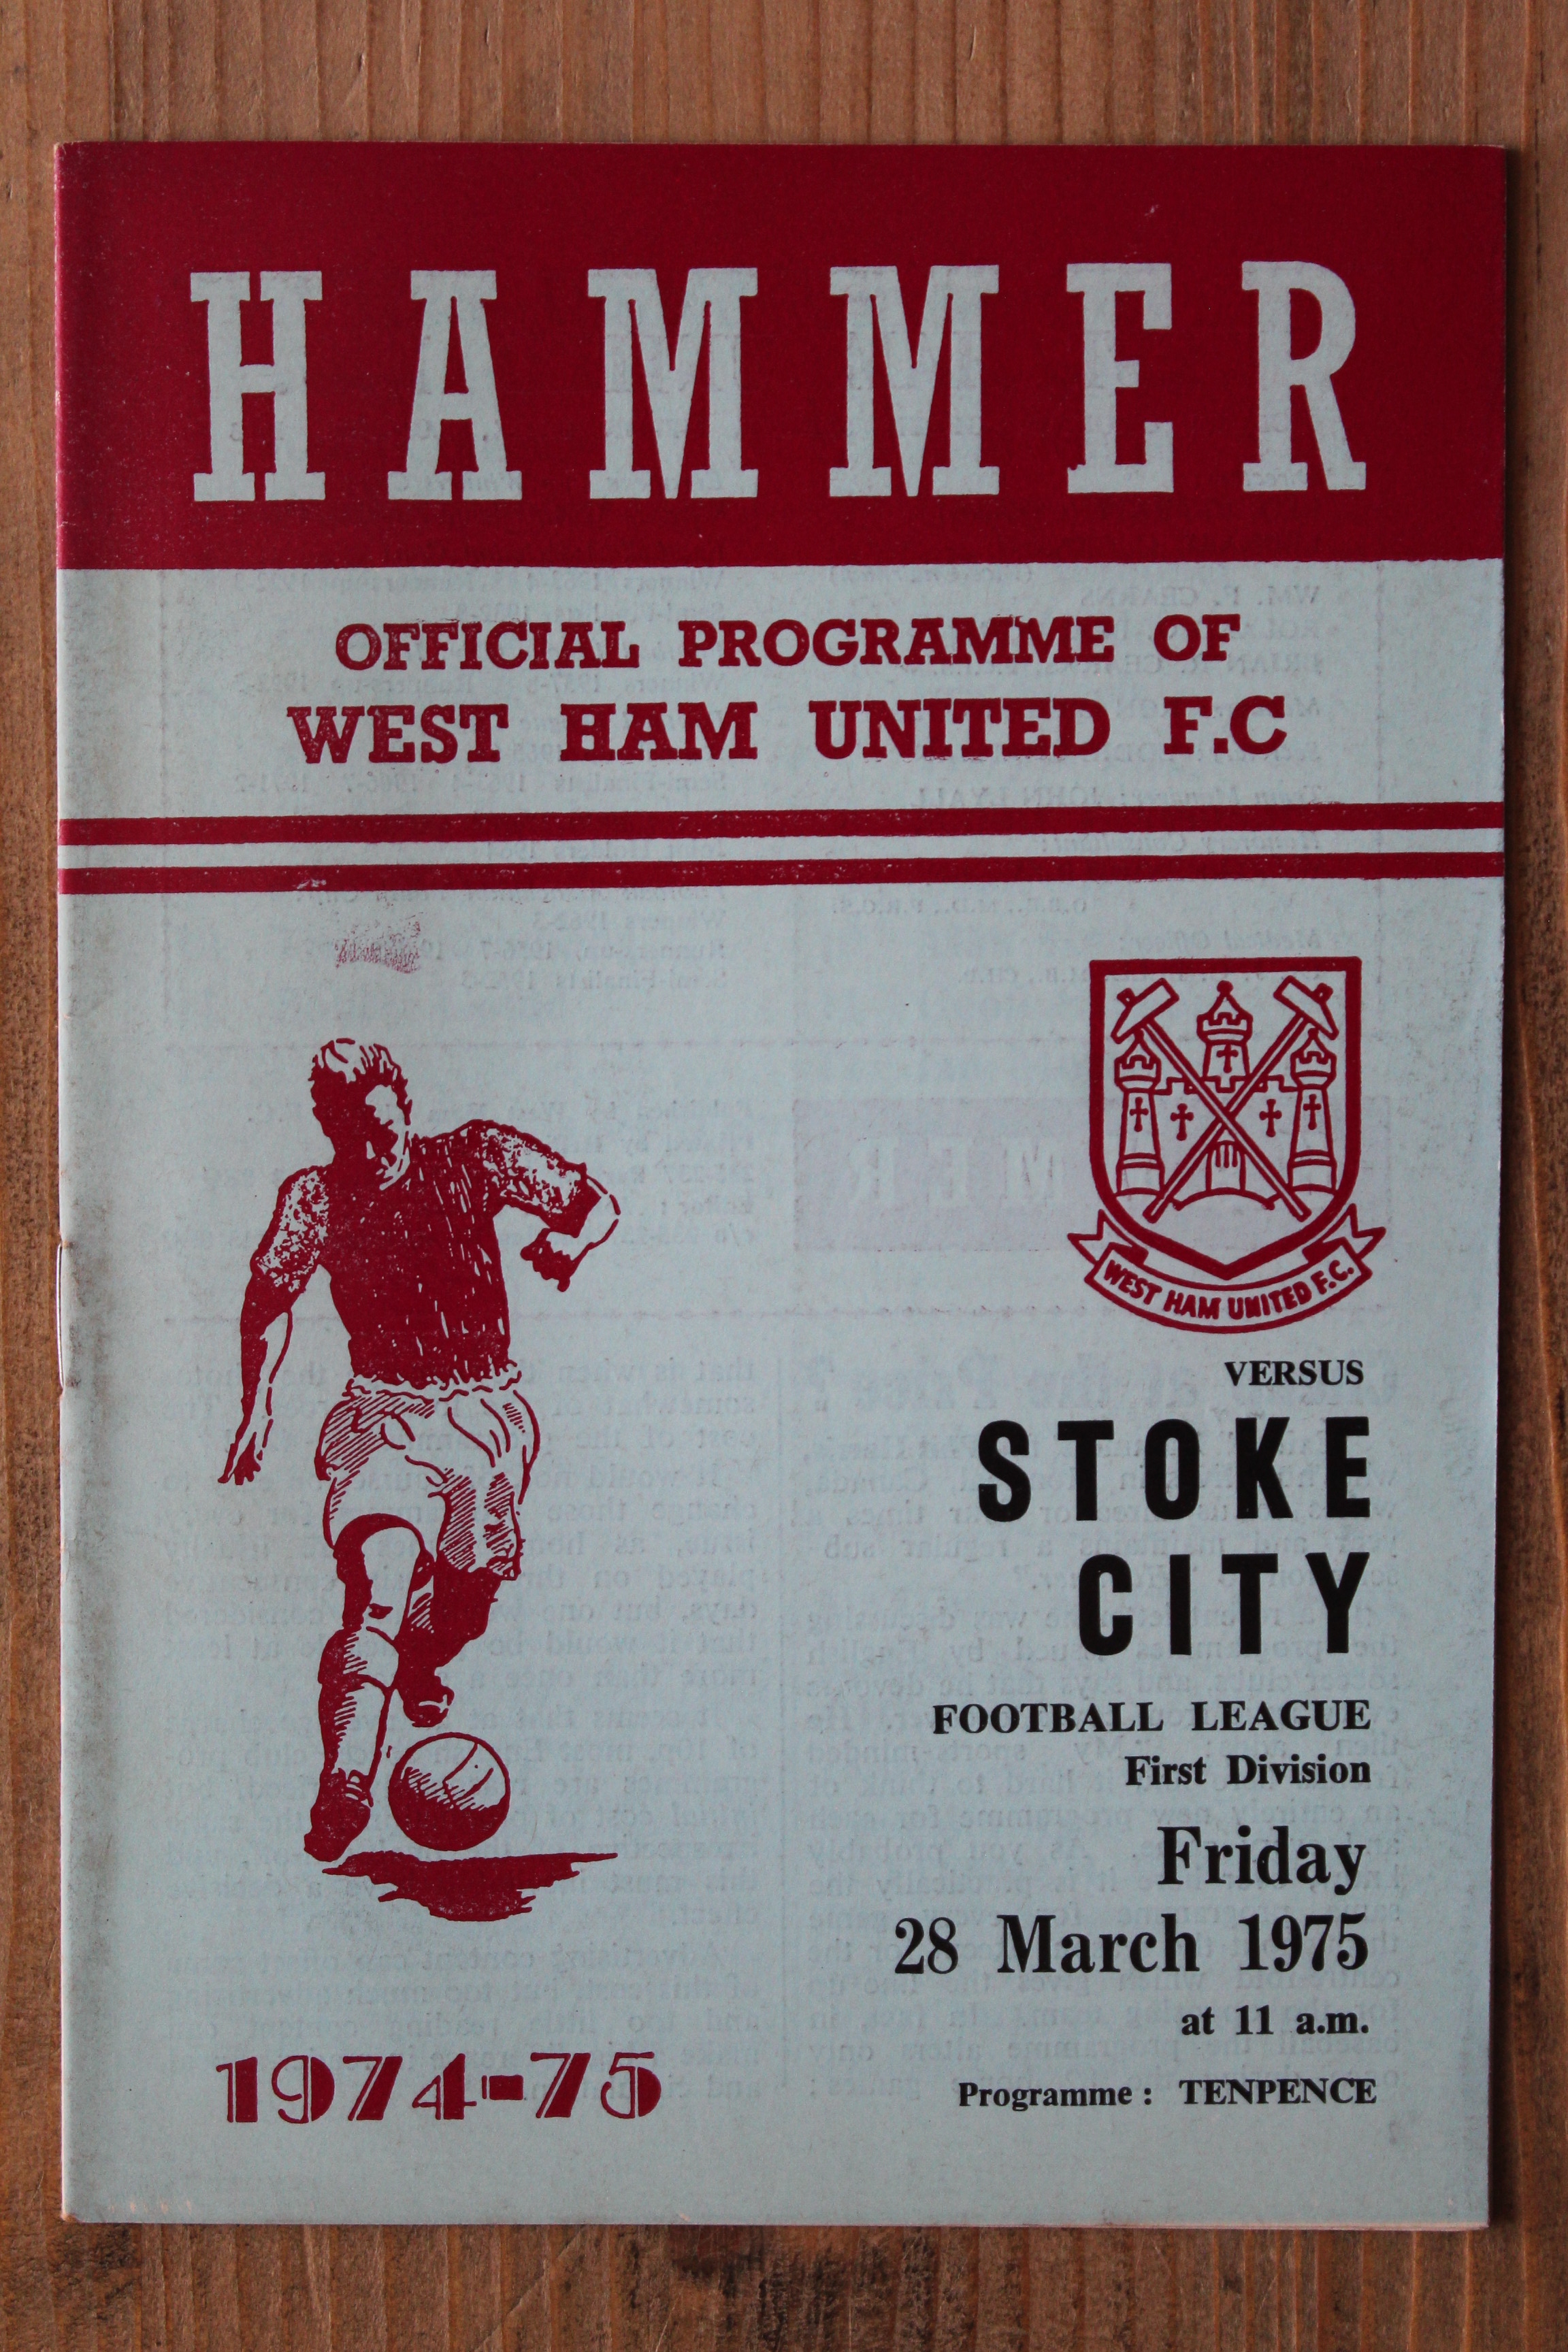 HAMMER
OFFICIAL PROGRAMME OF
WEST HAM UNITED F.C
WEST HAM UNITED F.C.
VERSUS
STOKE
CITY
FOOTBALL LEAGUE
First Division
Friday
28 March 1975
at 11 a.m.
Programme : TENPENCE
1974-75